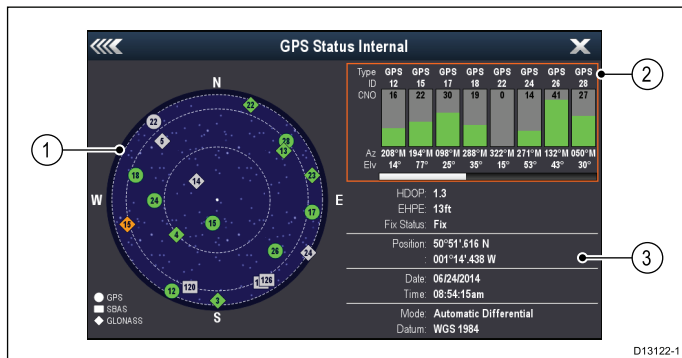 GPS Status Internal
N
W
E
S
22
22
5
28
13
18
14
23
24
17
15
15
4
26
24
12
120
126
3
GPS
SBAS
GLONASS
Type GPS GPS GPS GPS GPS GPS GPS GPS
ID 12 15 17 18 22 24 26 28
CNO 16 22 30 19 0 14 41 27
Az 208°M 194°M 098°M 288°M 322°M 271°M 132°M 050°M
Elv 14° 77° 25° 35° 15° 53° 43° 30°
HDOP: 1.3
EHPE: 13ft
Fix Status: Fix
Position: 50°51'.616 N
: 001°14'.438 W
Date: 06/24/2014
Time: 08:54:15am
Mode: Automatic Differential
Datum: WGS 1984
1
2
3
D13122-1